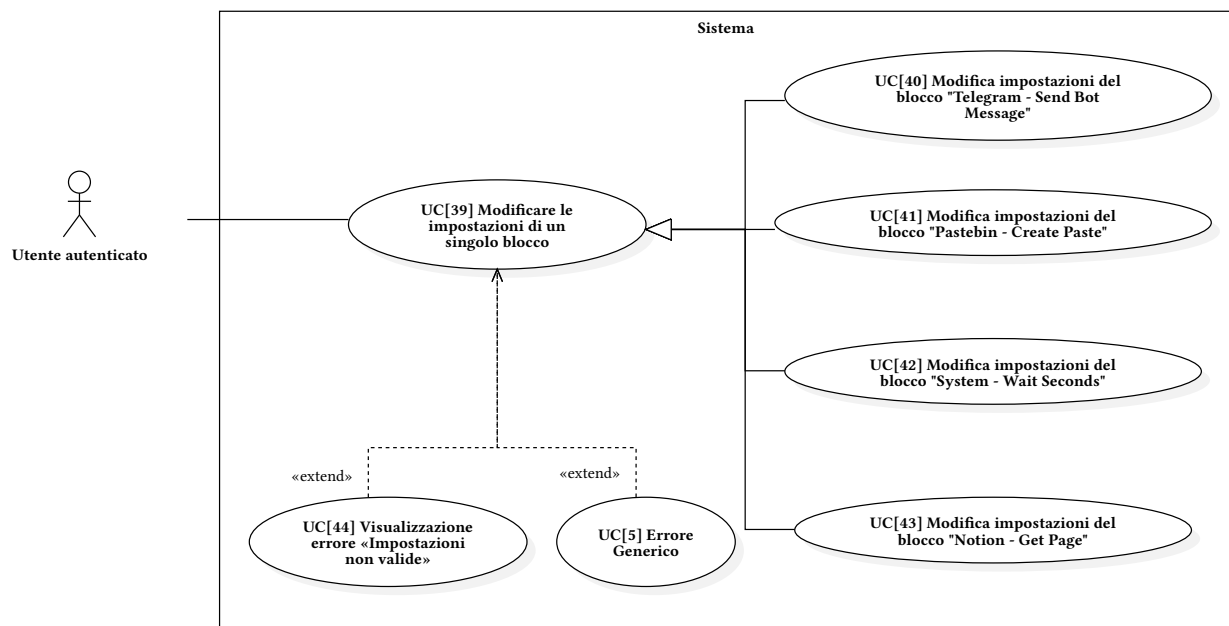 Sistema
UC[40] Modifica impostazioni del
blocco "Telegram - Send Bot
Message"
Utente autenticato
UC[39] Modificare le
impostazioni di un
singolo blocco
UC[41] Modifica impostazioni del
blocco "Pastebin - Create Paste"
UC[42] Modifica impostazioni del
blocco "System - Wait Seconds"
«extend»
«extend»
UC[44] Visualizzazione
errore «Impostazioni
non valide»
UC[5] Errore
Generico
UC[43] Modifica impostazioni del
blocco "Notion - Get Page"